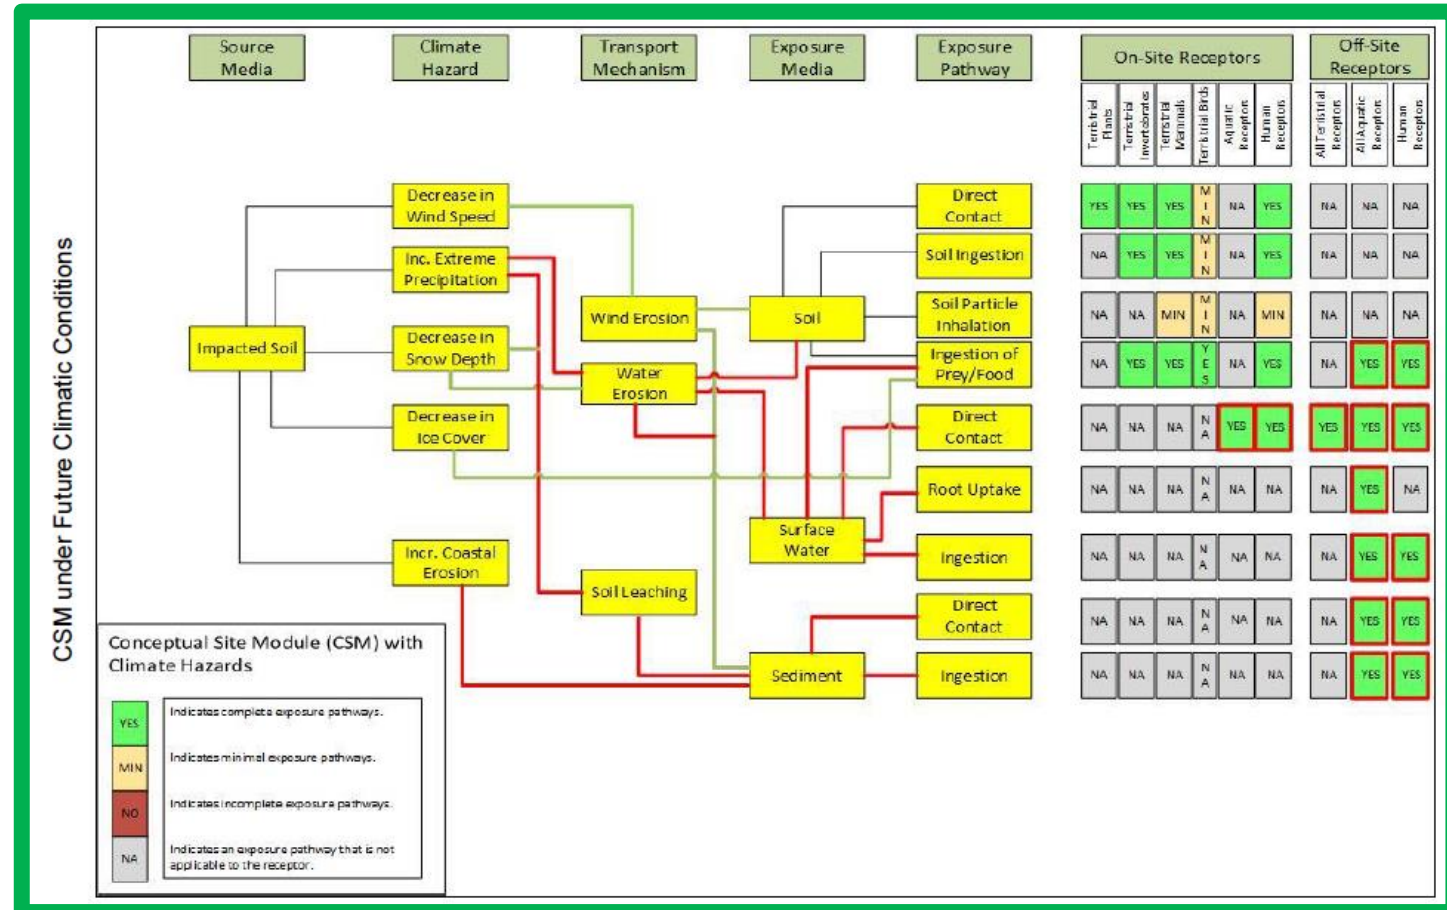 CSM under Future Climatic Conditions
Source
Media
Climate
Hazard
Transport
Mechanism
Exposure
Media
Exposure
Pathway
On-Site Receptors
Off-Site
Receptors
Terristrial
Plants
Terristrial
Invertebrates
Terristrial
Mammals
Terristrial Birds
Aquatic
Receptors
Human
Receptors
All Terristrial
Receptors
All Aquatic
Receptors
Human
Receptors
Impacted Soil
Decrease in
Wind Speed
Inc. Extreme
Precipitation
Decrease in
Snow Depth
Decrease in
Ice Cover
Incr. Coastal
Erosion
Wind Erosion
Water
Erosion
Soil Leaching
Soil
Surface
Water
Sediment
Direct
Contact
YES YES YES MIN NA YES NA NA NA
Soil Ingestion
NA YES YES MIN NA YES NA NA NA
Soil Particle
Inhalation
NA NA MIN MIN NA MIN NA NA NA
Ingestion of
Prey/Food
NA YES YES YES NA YES NA YES YES
Direct
Contact
NA NA NA NA YES YES YES YES YES
Root Uptake
NA NA NA NA NA NA NA YES NA
Ingestion
NA NA NA NA NA NA NA YES YES
Direct
Contact
NA NA NA NA NA NA NA YES YES
Ingestion
NA NA NA NA NA NA NA YES YES
Conceptual Site Module (CSM) with
Climate Hazards
YES Indicates complete exposure pathways.
MIN Indicates minimal exposure pathways.
NO Indicates incomplete exposure pathways.
NA Indicates an exposure pathway that is not
applicable to the receptor.